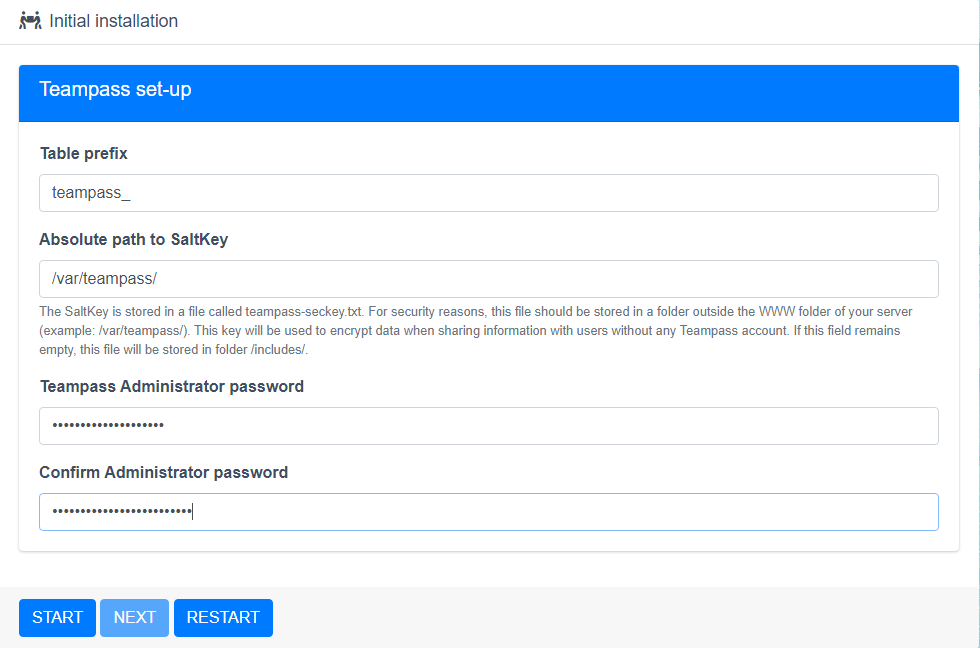 Initial installation
Teampass set-up
Table prefix
teampass_
Absolute path to SaltKey
/var/teampass/
The SaltKey is stored in a file called teampass-seckey.txt. For security reasons, this file should be stored in a folder outside the WWW folder of your server
(example: /var/teampass/). This key will be used to encrypt data when sharing information with users without any Teampass account. If this field remains
empty, this file will be stored in folder /includes/.
Teampass Administrator password
•••••••••••••••••••
Confirm Administrator password
••••••••••••••••••••••••
START NEXT RESTART